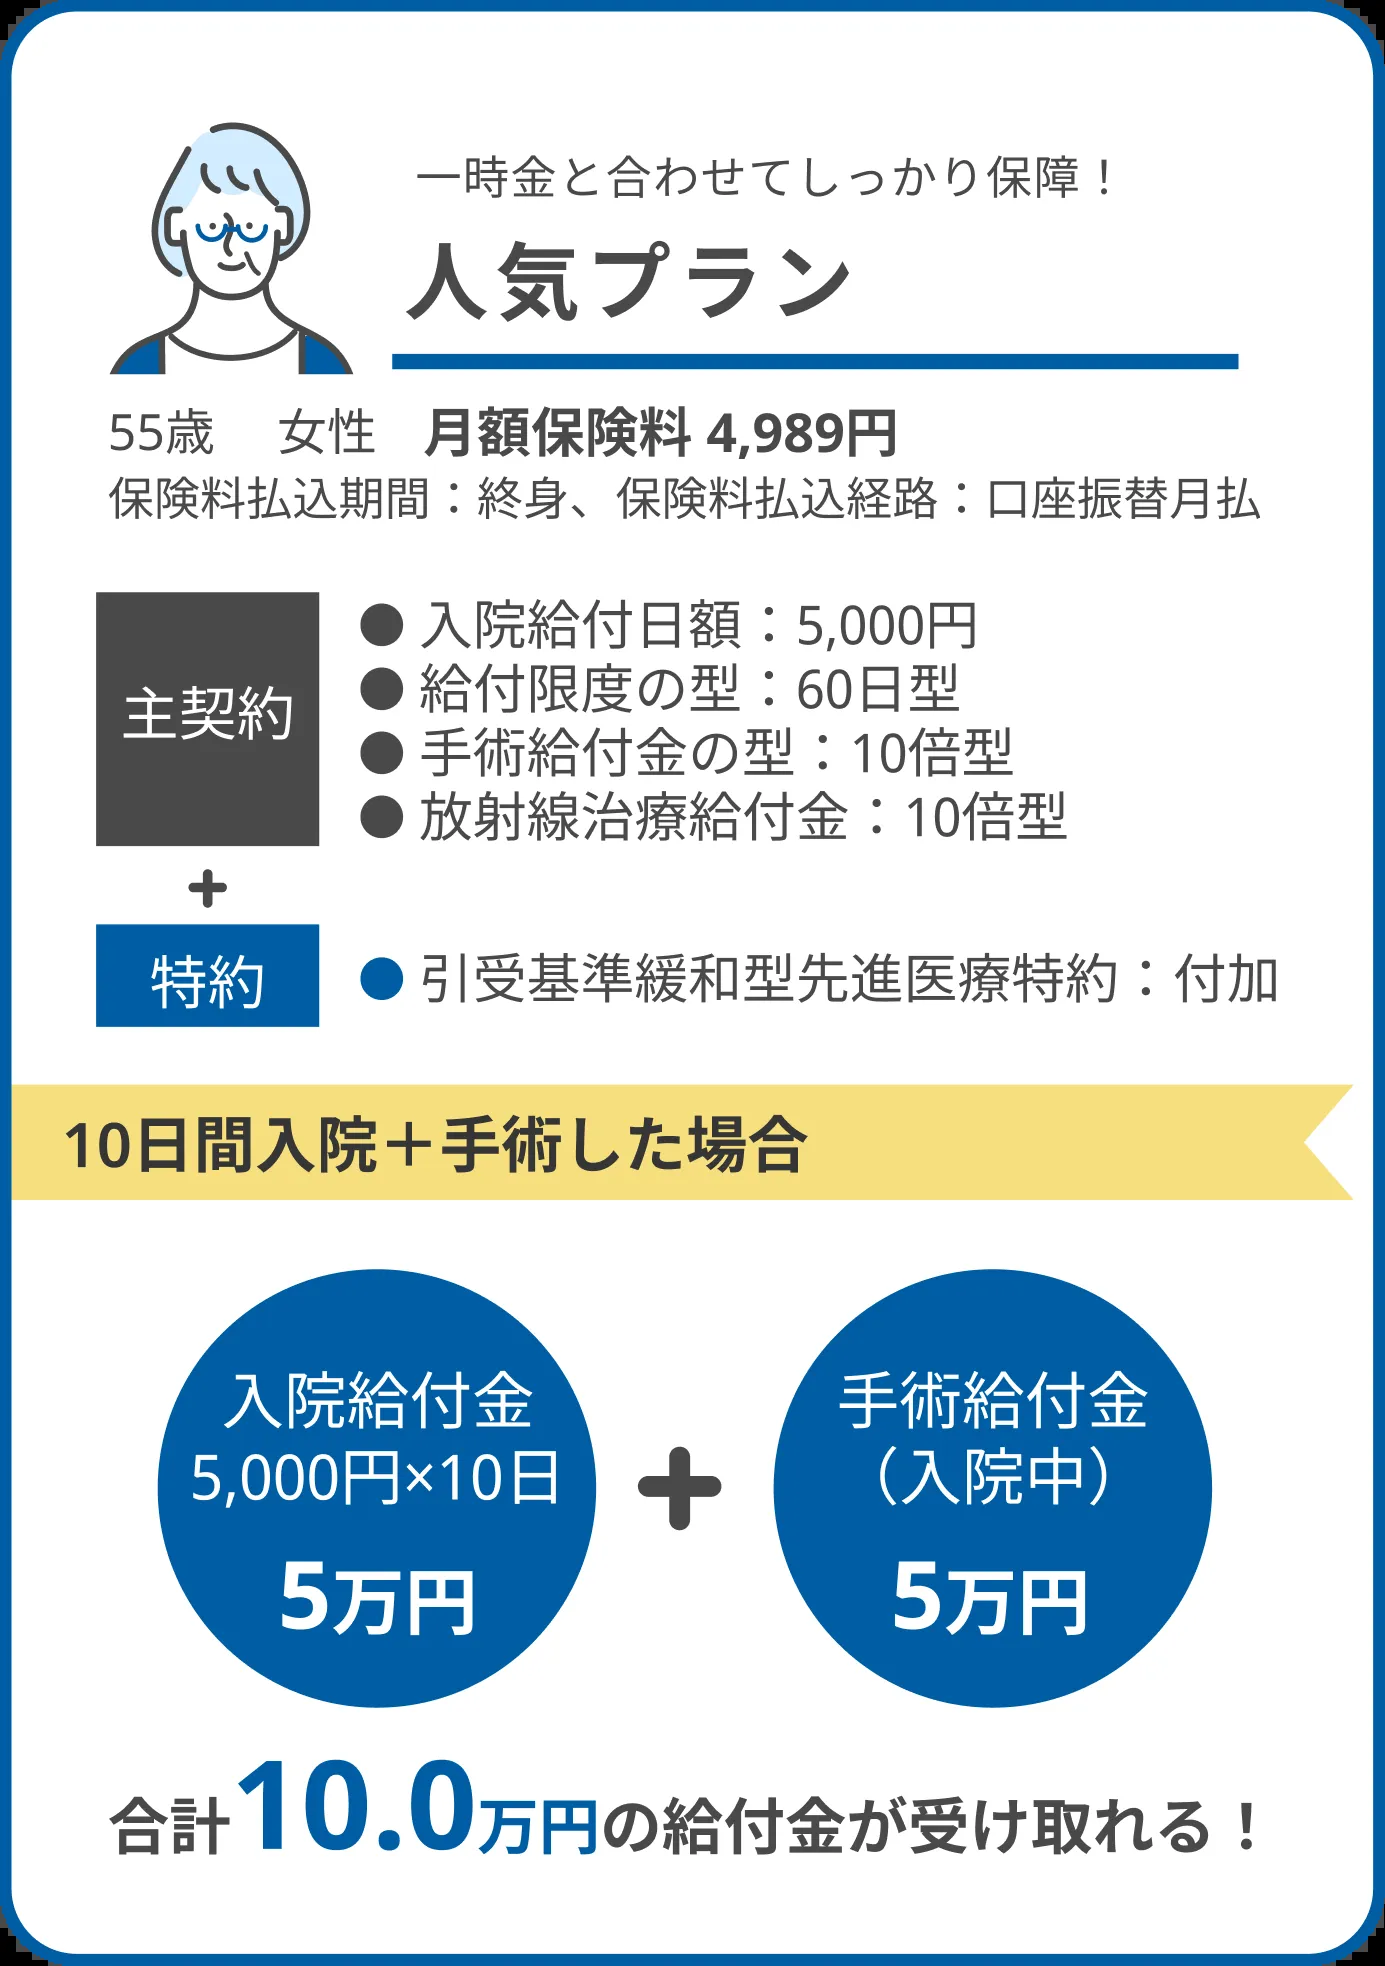 一時金と合わせてしっかり保障！
人気プラン
55歳 女性 月額保険料 4,989円
保険料払込期間：終身、保険料払込経路：口座振替月払
主契約
● 入院給付日額：5,000円
● 給付限度の型：60日型
● 手術給付金の型：10倍型
● 放射線治療給付金：10倍型
+
特約
● 引受基準緩和型先進医療特約：付加
10日間入院＋手術した場合
入院給付金
5,000円×10日
5万円
+
手術給付金
（入院中）
5万円
合計10.0万円の給付金が受け取れる！